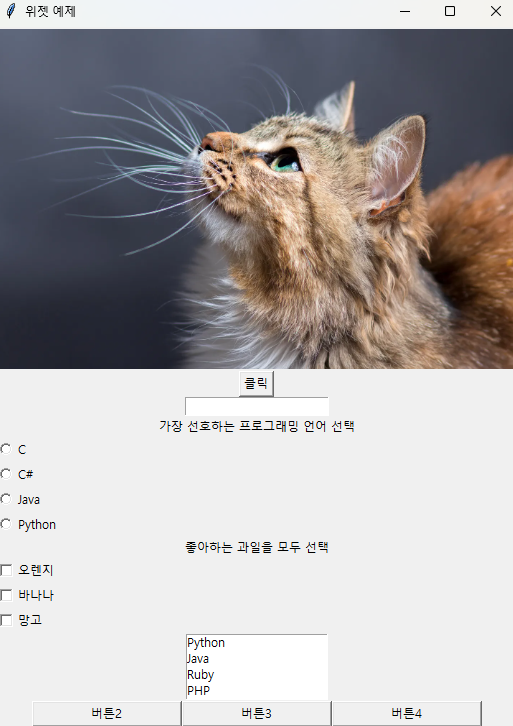 위젯 예제
클릭
가장 선호하는 프로그래밍 언어 선택
C
C#
Java
Python
좋아하는 과일을 모두 선택
오렌지
바나나
망고
Python
Java
Ruby
PHP
버튼2 버튼3 버튼4